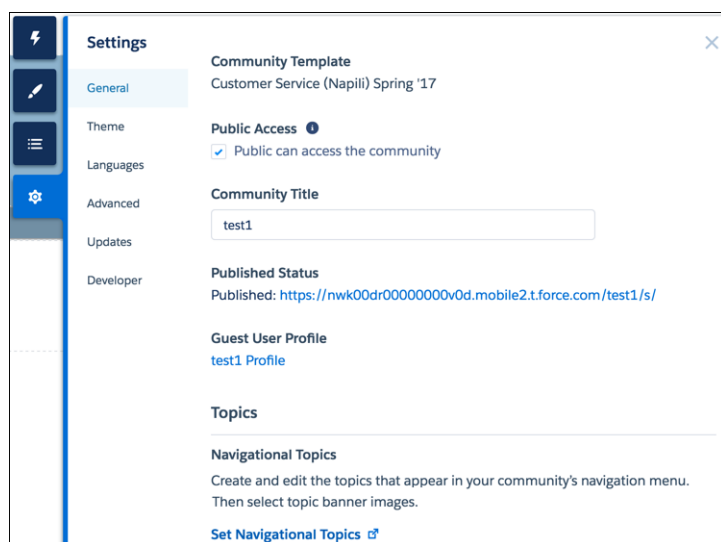 Settings
General
Theme
Languages
Advanced
Updates
Developer
Community Template
Customer Service (Napili) Spring '17
Public Access
Public can access the community
Community Title
test1
Published Status
Published: https://nwk00dr00000000v0d.mobile2.t.force.com/test1/s/
Guest User Profile
test1 Profile
Topics
Navigational Topics
Create and edit the topics that appear in your community's navigation menu.
Then select topic banner images.
Set Navigational Topics